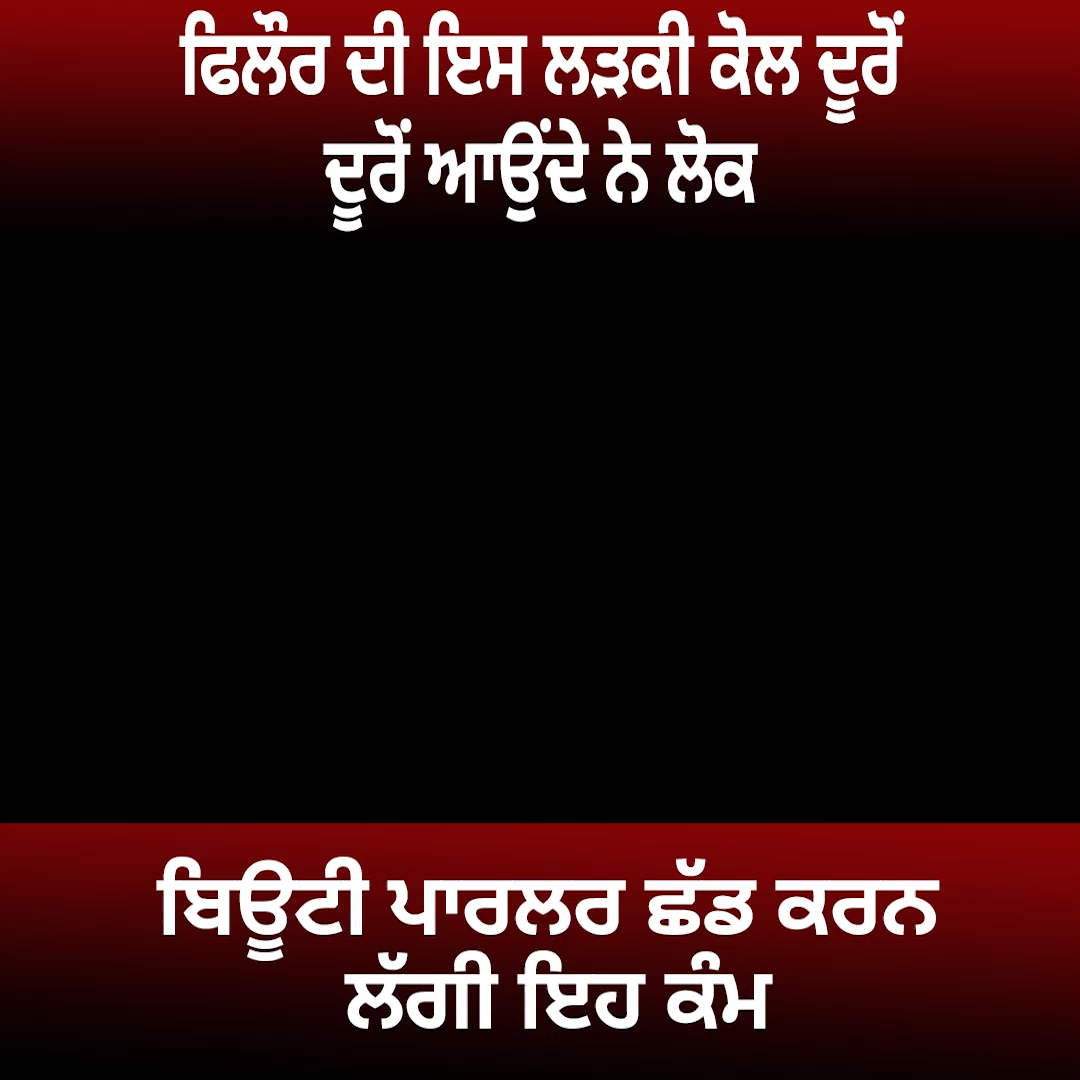 ਫਿਲੌਰ ਦੀ ਇਸ ਲੜਕੀ ਕੋਲ ਦੂਰੋਂ
ਦੂਰੋਂ ਆਉਂਦੇ ਨੇ ਲੋਕ
ਬਿਊਟੀ ਪਾਰਲਰ ਛੱਡ ਕਰਨ
ਲੱਗੀ ਇਹ ਕੰਮ